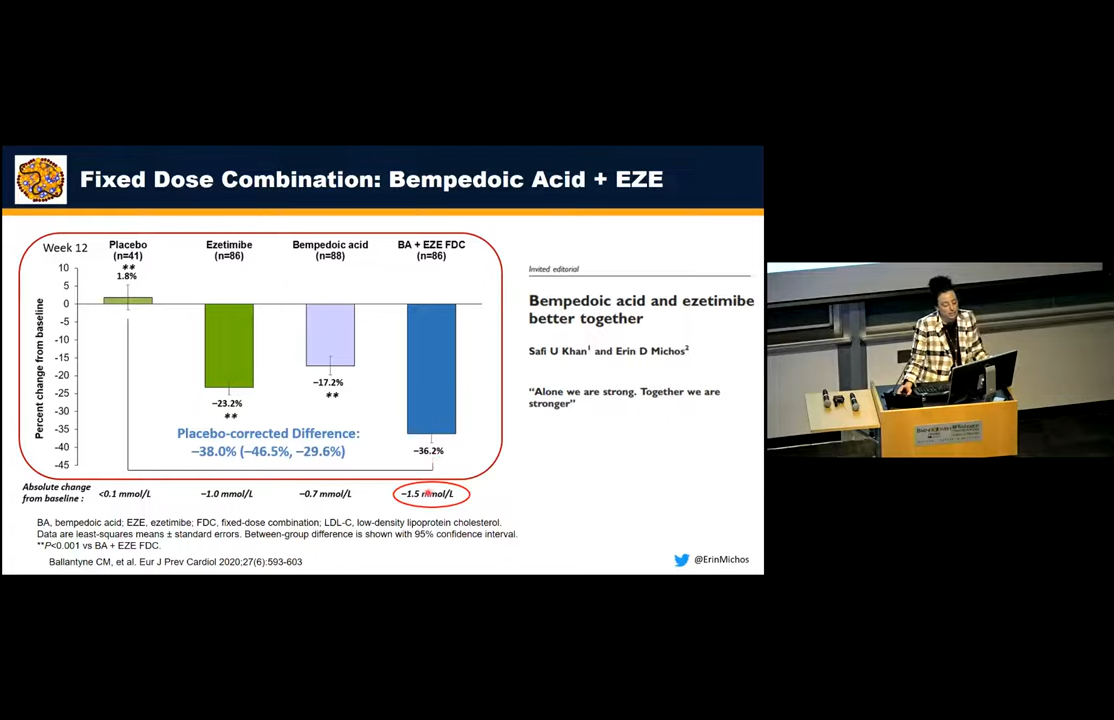 Fixed Dose Combination: Bempedoic Acid + EZE
Week 12
Placebo
(n=41)
Ezetimibe
(n=86)
Bempedoic acid
(n=88)
BA + EZE FDC
(n=86)
Percent change from baseline
10
5
0
-5
-10
-15
-20
-25
-30
-35
-40
-45
**
1.8%
–23.2%
**
–17.2%
**
–36.2%
Placebo-corrected Difference:
–38.0% (–46.5%, –29.6%)
Absolute change
from baseline :
<0.1 mmol/L
–1.0 mmol/L
–0.7 mmol/L
–1.5 mmol/L
BA, bempedoic acid; EZE, ezetimibe; FDC, fixed-dose combination; LDL-C, low-density lipoprotein cholesterol.
Data are least-squares means ± standard errors. Between-group difference is shown with 95% confidence interval.
**P<0.001 vs BA + EZE FDC.
Ballantyne CM, et al. Eur J Prev Cardiol 2020;27(6):593-603
Invited editorial
Bempedoic acid and ezetimibe
better together
Safi U Khan1 and Erin D Michos2
“Alone we are strong. Together we are
stronger”
@ErinMichos